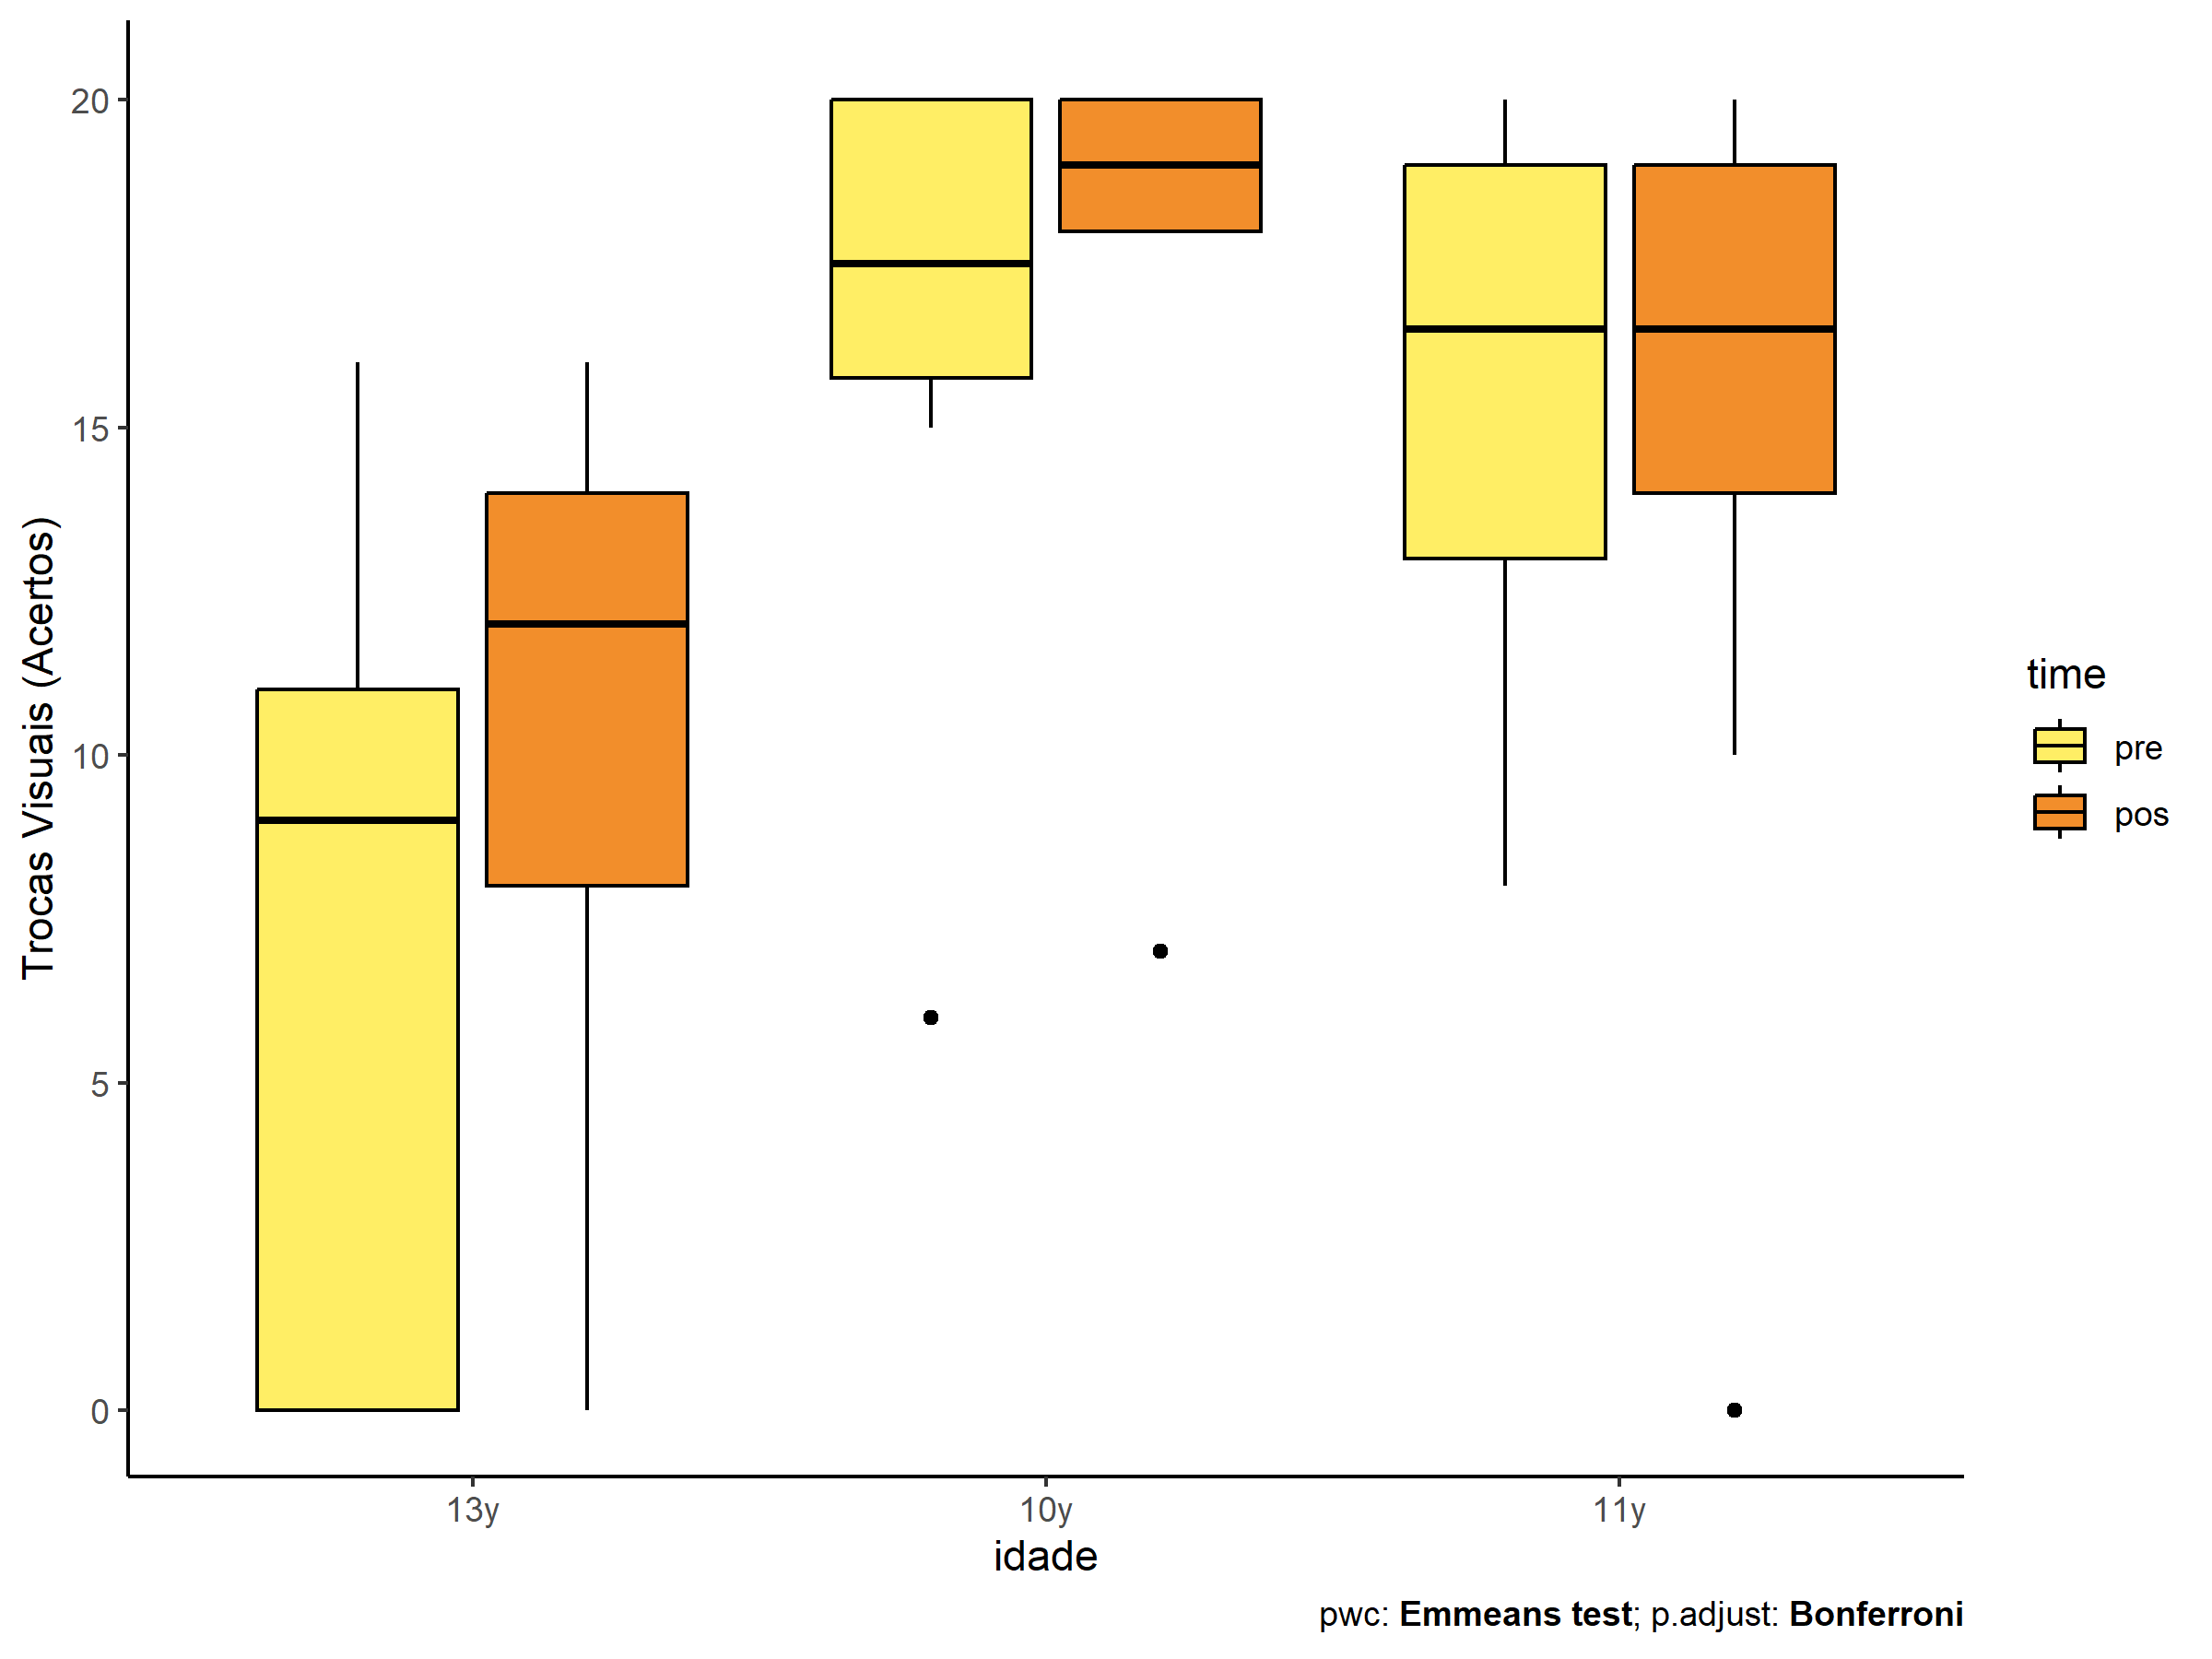 Trocas Visuais (Acertos)
20
15
10
5
0
13y
10y
11y
idade
time
pre
pos
pwc: Emmeans test; p.adjust: Bonferroni